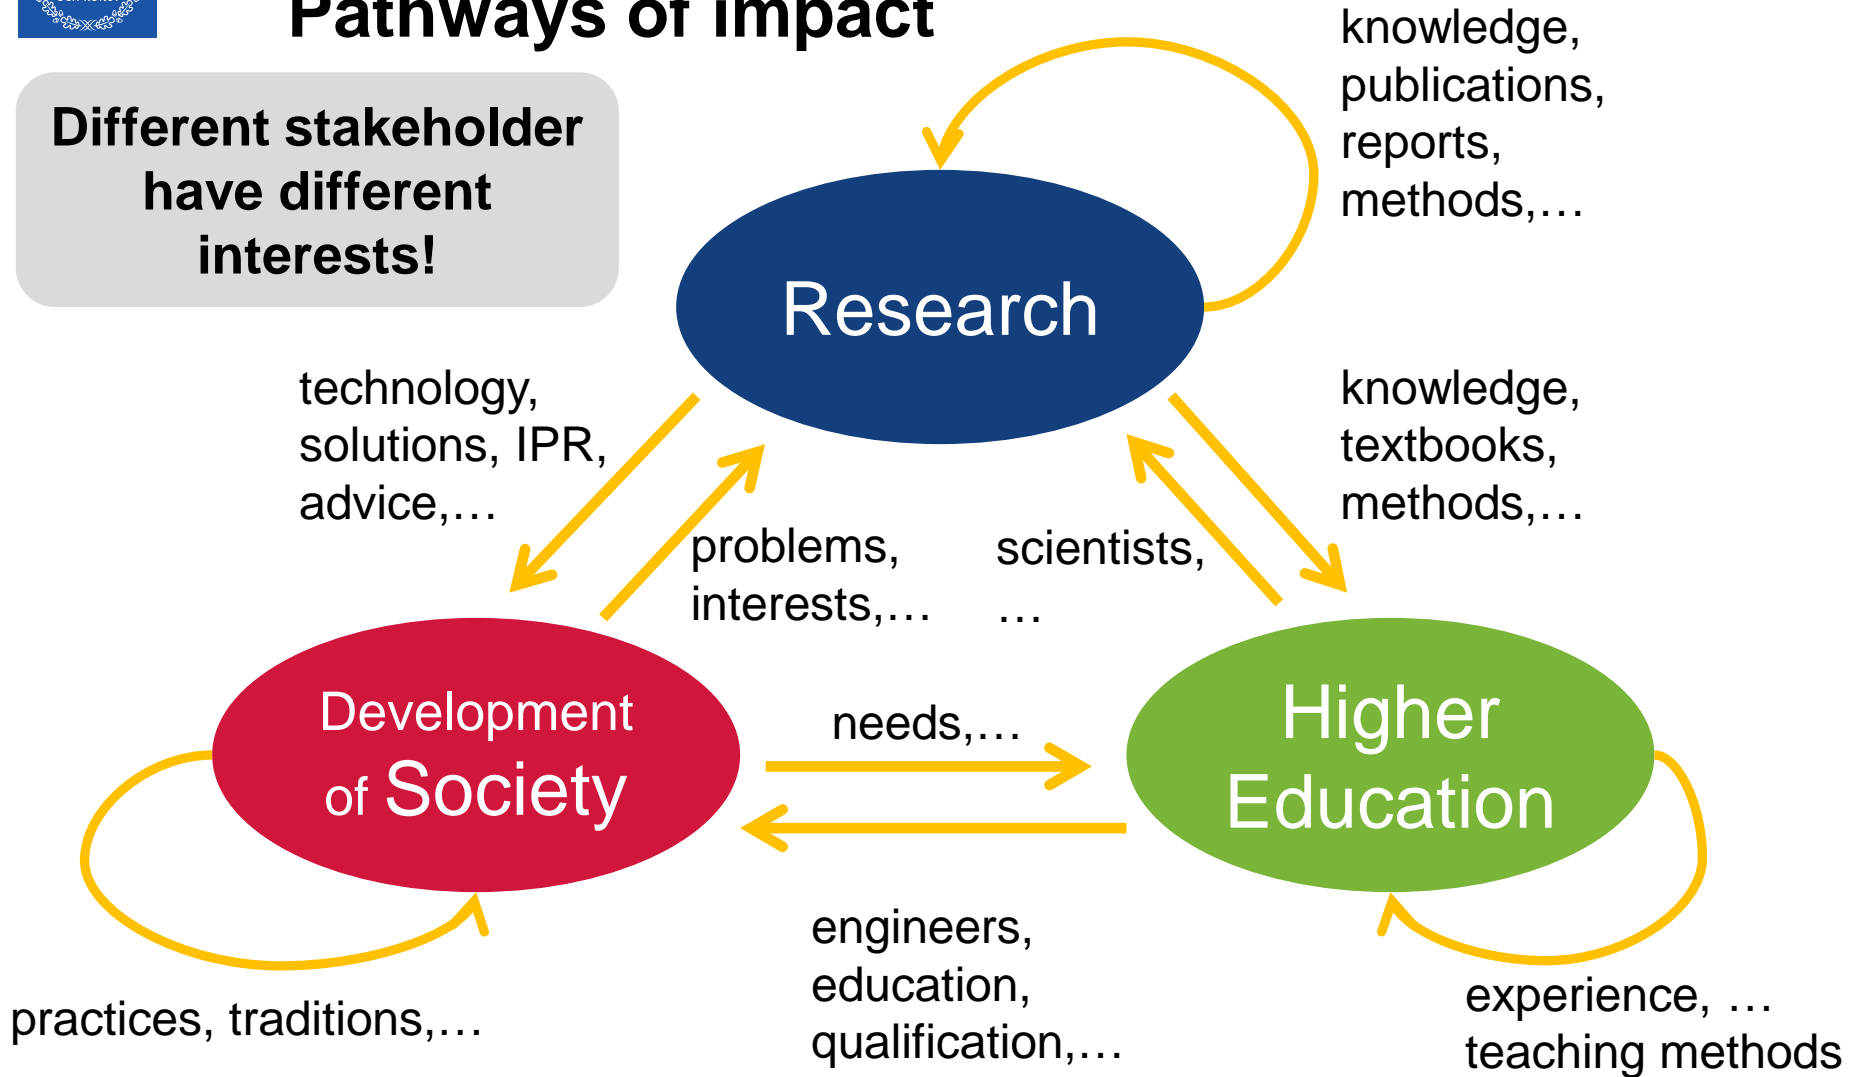 Pathways of impact
Different stakeholder
have different
interests!
knowledge,
publications,
reports,
methods,…
Research
technology,
solutions, IPR,
advice,…
knowledge,
textbooks,
methods,…
problems,
interests,…
scientists,
…
Development
of Society
needs,…
Higher
Education
engineers,
education,
qualification,…
practices, traditions,…
experience, …
teaching methods